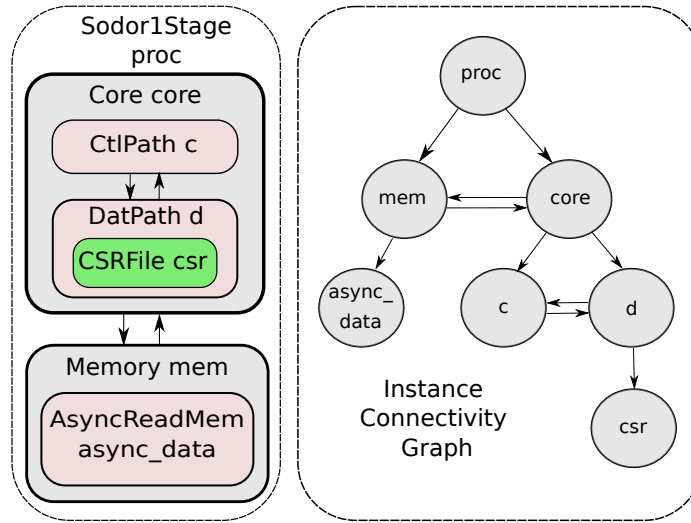 Sodor1Stage
proc
Core core
CtlPath c
DatPath d
CSRFile csr
Memory mem
AsyncReadMem
async_data
proc
mem
core
async_
data
c
d
csr
Instance
Connectivity
Graph